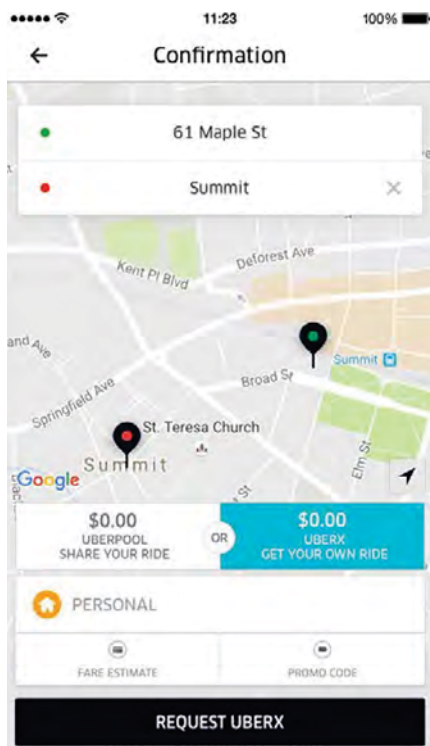 11:23
100%
Confirmation
61 Maple St
Summit
Kent Pl Blvd
Deforest Ave
and Ave
Summit
Broad St
Springfield Ave
St. Teresa Church
Elm St
Summit
Google
St
$0.00
UBERPOOL
SHARE YOUR RIDE
OR
$0.00
UBERX
GET YOUR OWN RIDE
PERSONAL
FARE ESTIMATE
PROMO CODE
REQUEST UBERX